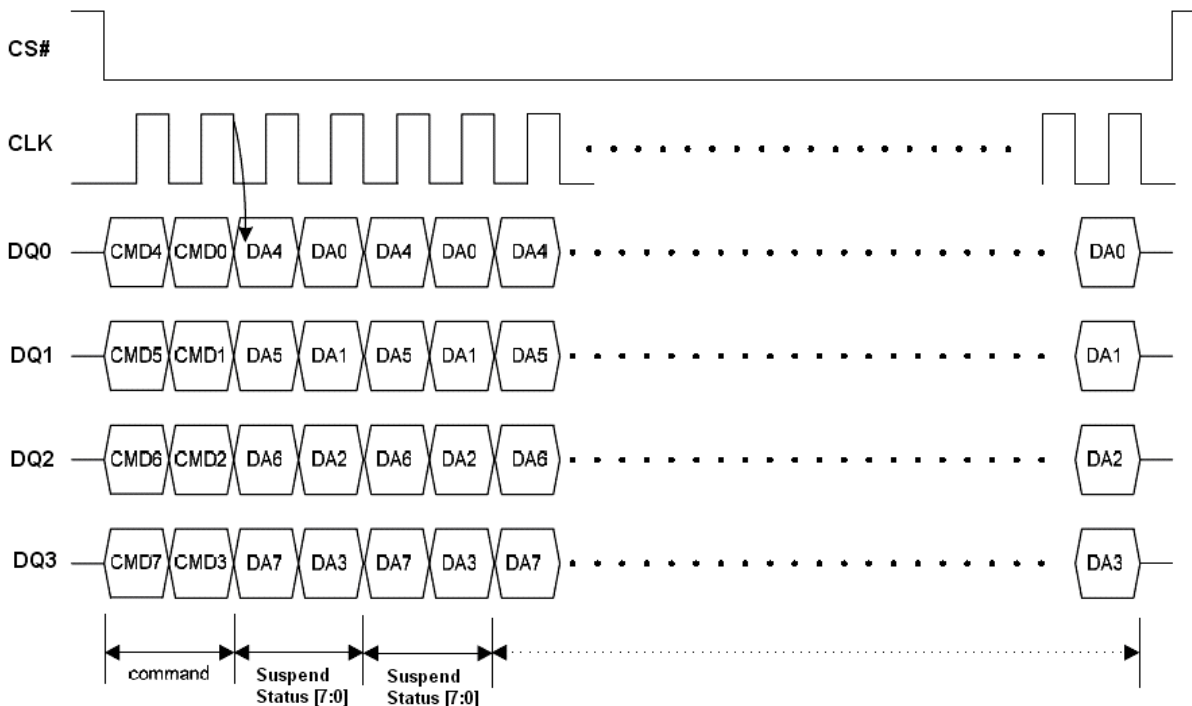 CS#
CLK
DQ0 CMD4 CMD0 DA4 DA0 DA4 DA0 DA4 DA0
DQ1 CMD5 CMD1 DA5 DA1 DA5 DA1 DA5 DA1
DQ2 CMD6 CMD2 DA6 DA2 DA6 DA2 DA6 DA2
DQ3 CMD7 CMD3 DA7 DA3 DA7 DA3 DA7 DA3
command
Suspend
Status [7:0]
Suspend
Status [7:0]